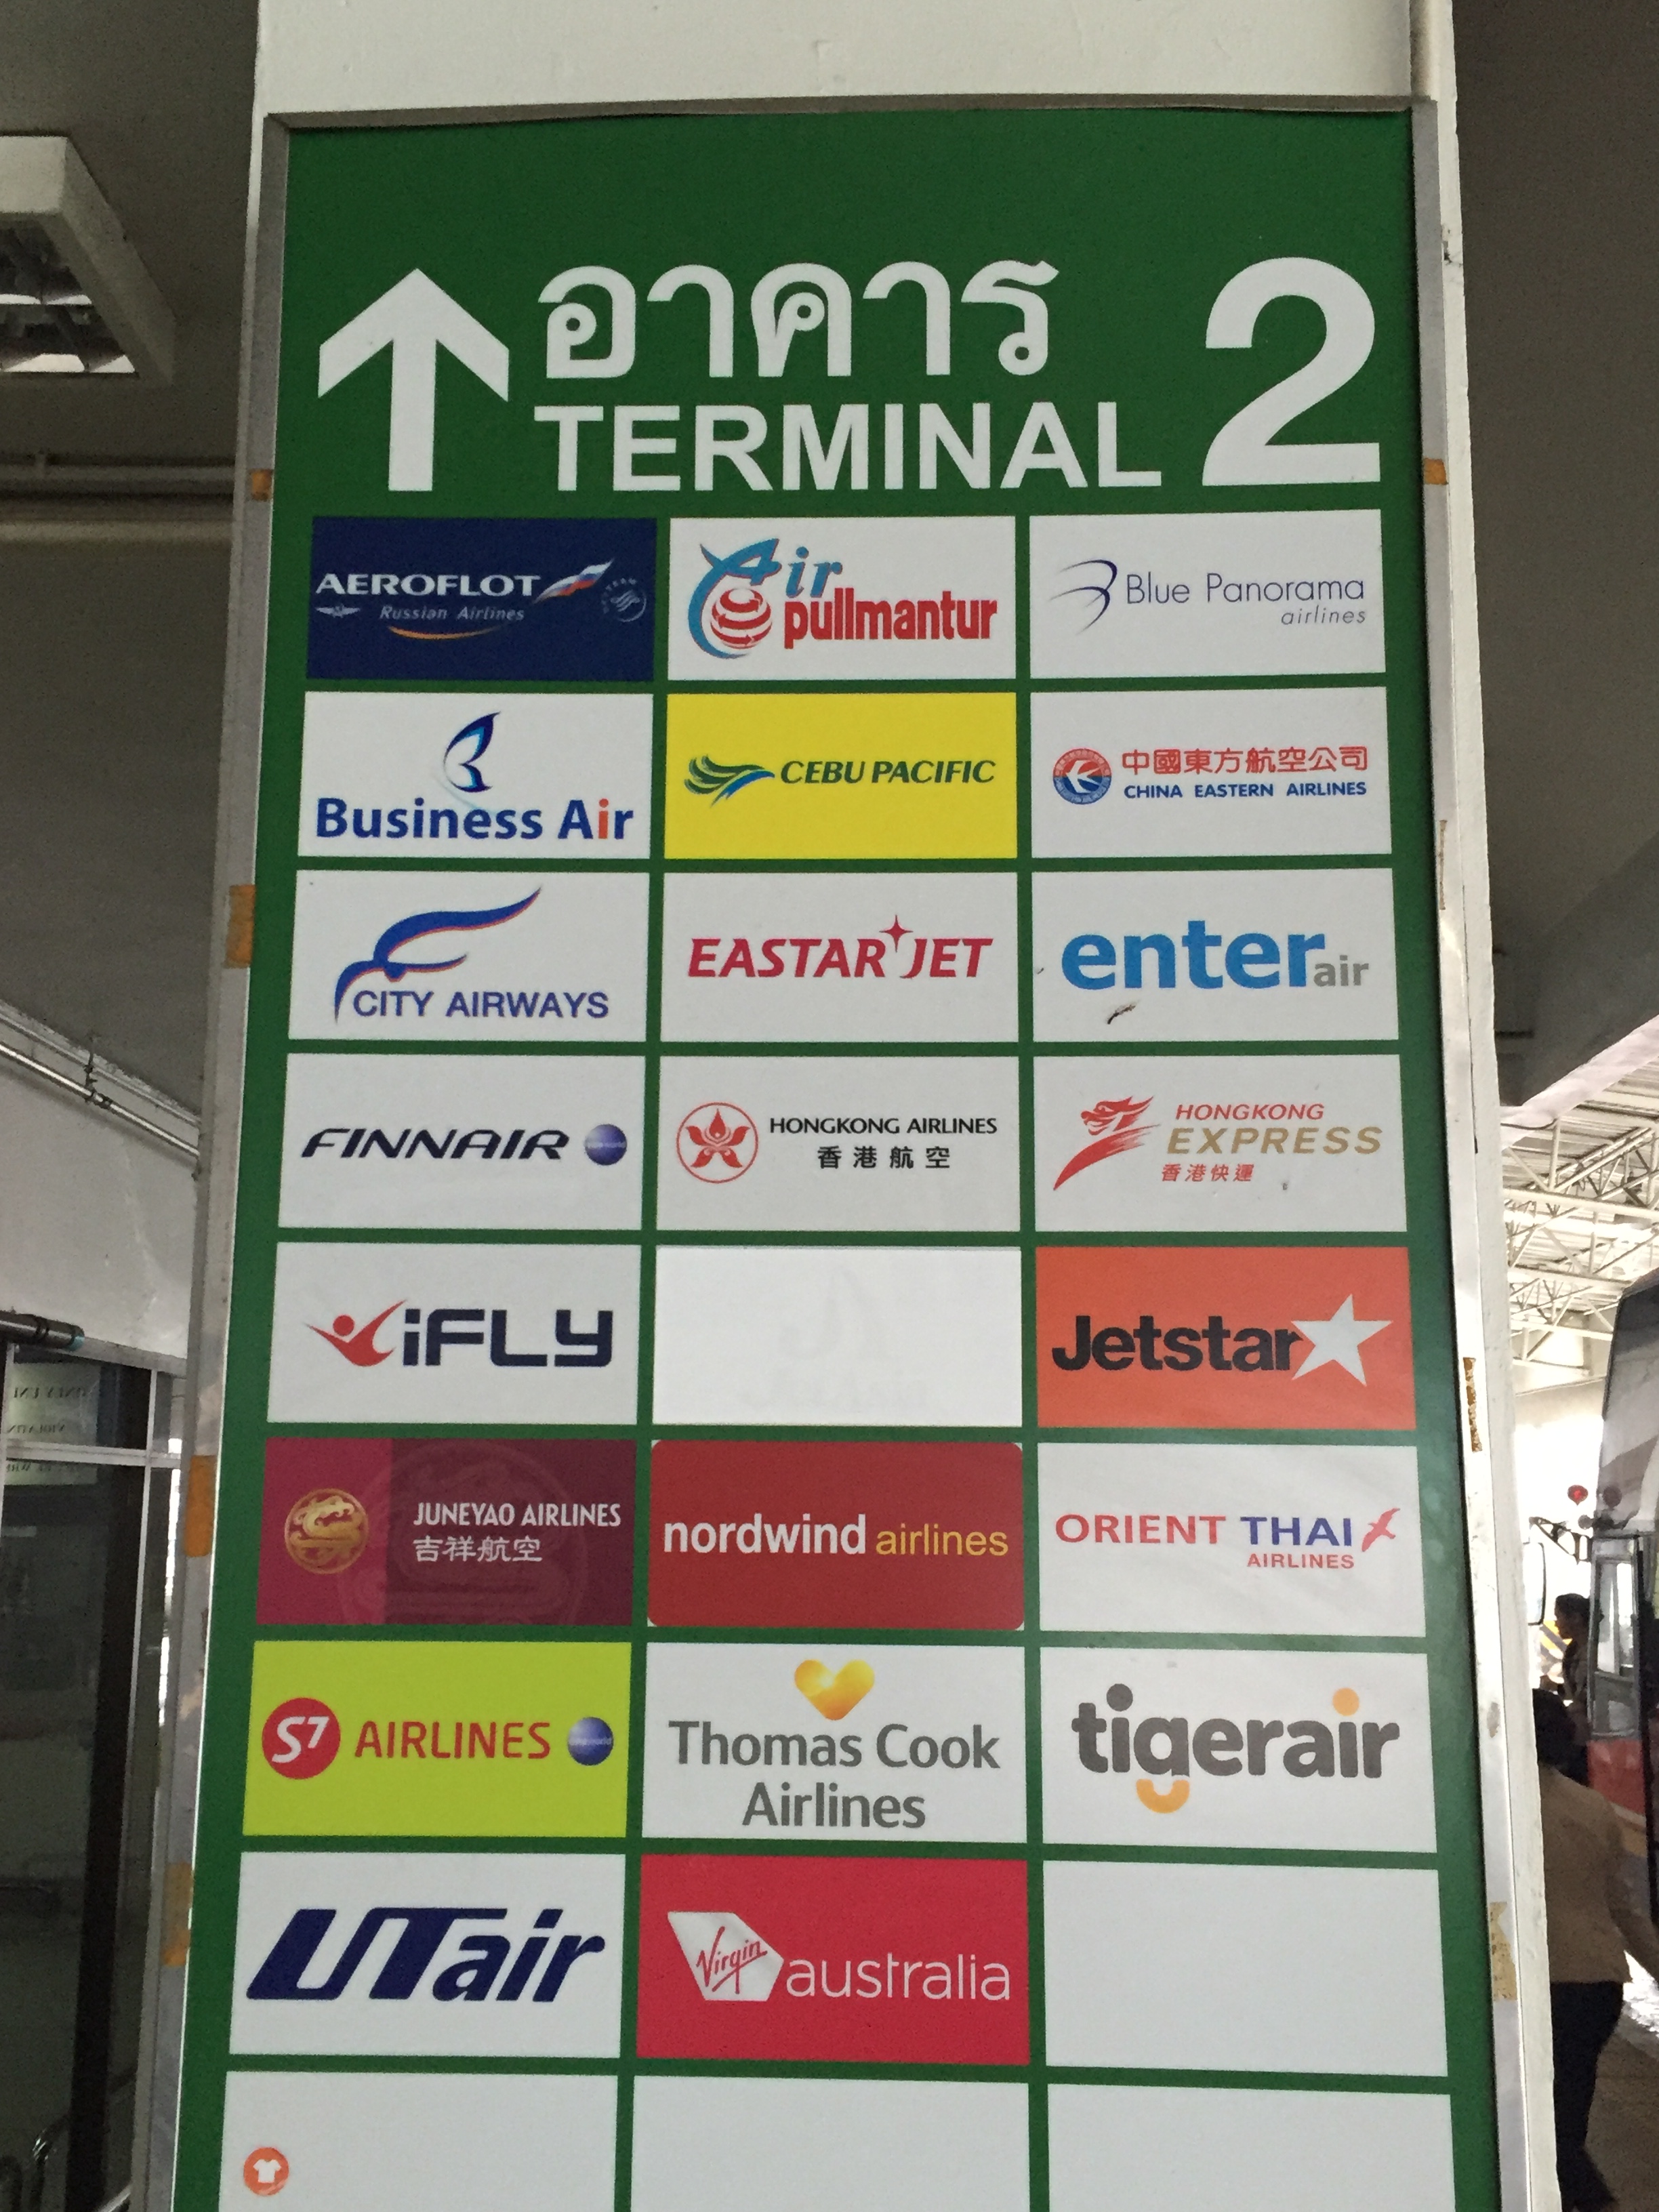 อาคาร
TERMINAL 2
AEROFLOT
Russian Airlines
Air
pullmantur
Blue Panorama
airlines
Business Air
CEBU PACIFIC
中國東方航空公司
CHINA EASTERN AIRLINES
CITY AIRWAYS
EASTAR JET
enter air
FINNAIR
HONGKONG AIRLINES
香港航空
HONGKONG
EXPRESS
香港快運
iFLY
Jetstar
JUNEYAO AIRLINES
吉祥航空
nordwind airlines
ORIENT THAI
AIRLINES
S7 AIRLINES
Thomas Cook
Airlines
tigerair
UTair
Virgin australia